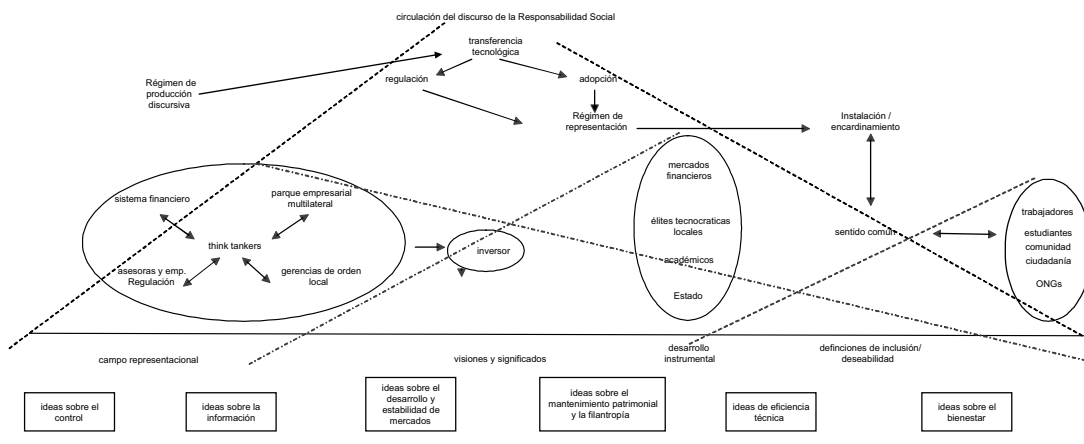 circulación del discurso de la Responsabilidad Social
transferencia
tecnológica
regulación
adopción
Régimen de
producción
discursiva
Régimen de
representación
Instalación /
encardinamiento
sistema financiero
parque empresarial
multilateral
think tankers
asesoras y emp.
Regulación
gerencias de orden
local
inversor
mercados
financieros
élites tecnocraticas
locales
académicos
Estado
sentido común
trabajadores
estudiantes
comunidad
ciudadanía
ONGs
campo representacional
visiones y significados
desarrollo
instrumental
definciones de inclusión/
deseabilidad
ideas sobre el
control
ideas sobre la
información
ideas sobre el
desarrollo y
estabilidad de
mercados
ideas sobre el
mantenimiento patrimonial
y la filantropía
ideas de eficiencia
técnica
ideas sobre el
bienestar